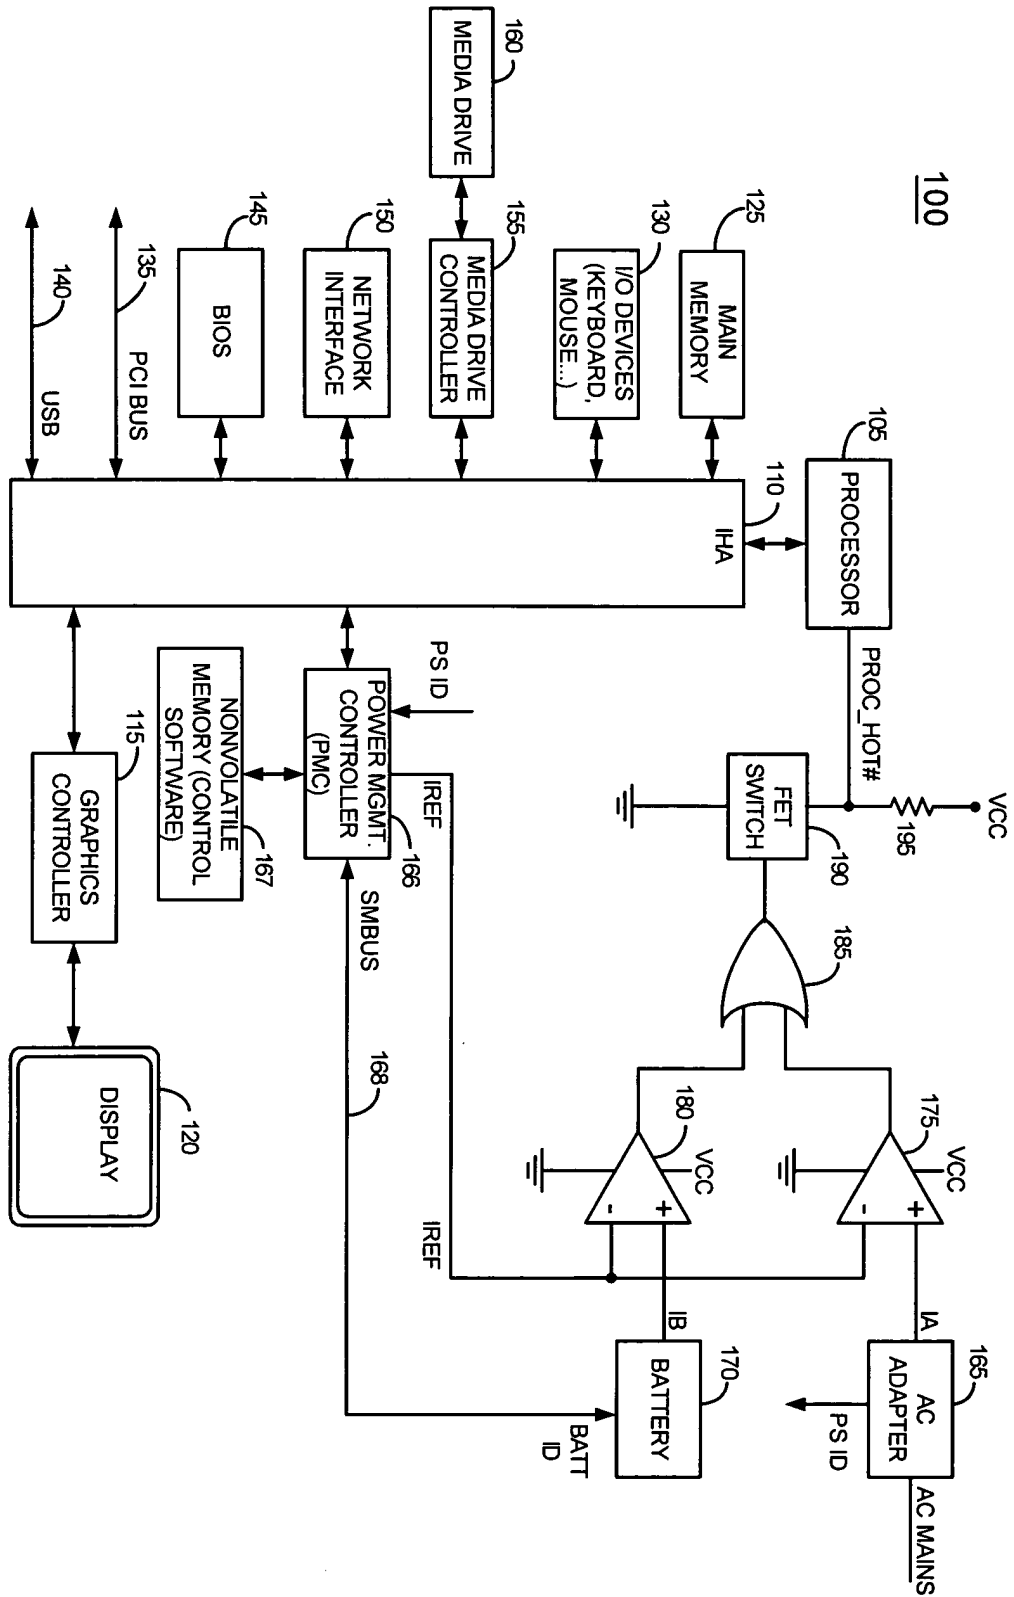 100
VCC
195
PROCESSOR
105
PROC_HOT#
FET
SWITCH
190
185
175
VCC
+
-
IA
AC
ADAPTER
165
AC MAINS
PS ID
180
VCC
+
-
IB
BATTERY
170
BATT
ID
IREF
MAIN
MEMORY
125
I/O DEVICES
(KEYBOARD,
MOUSE...)
130
MEDIA DRIVE
160
MEDIA DRIVE
CONTROLLER
155
NETWORK
INTERFACE
150
BIOS
145
PCI BUS
135
USB
140
IHA
110
PS ID
POWER MGMT.
CONTROLLER
(PMC)
166
IREF
SMBUS
168
NONVOLATILE
MEMORY (CONTROL
SOFTWARE)
167
GRAPHICS
CONTROLLER
115
DISPLAY
120